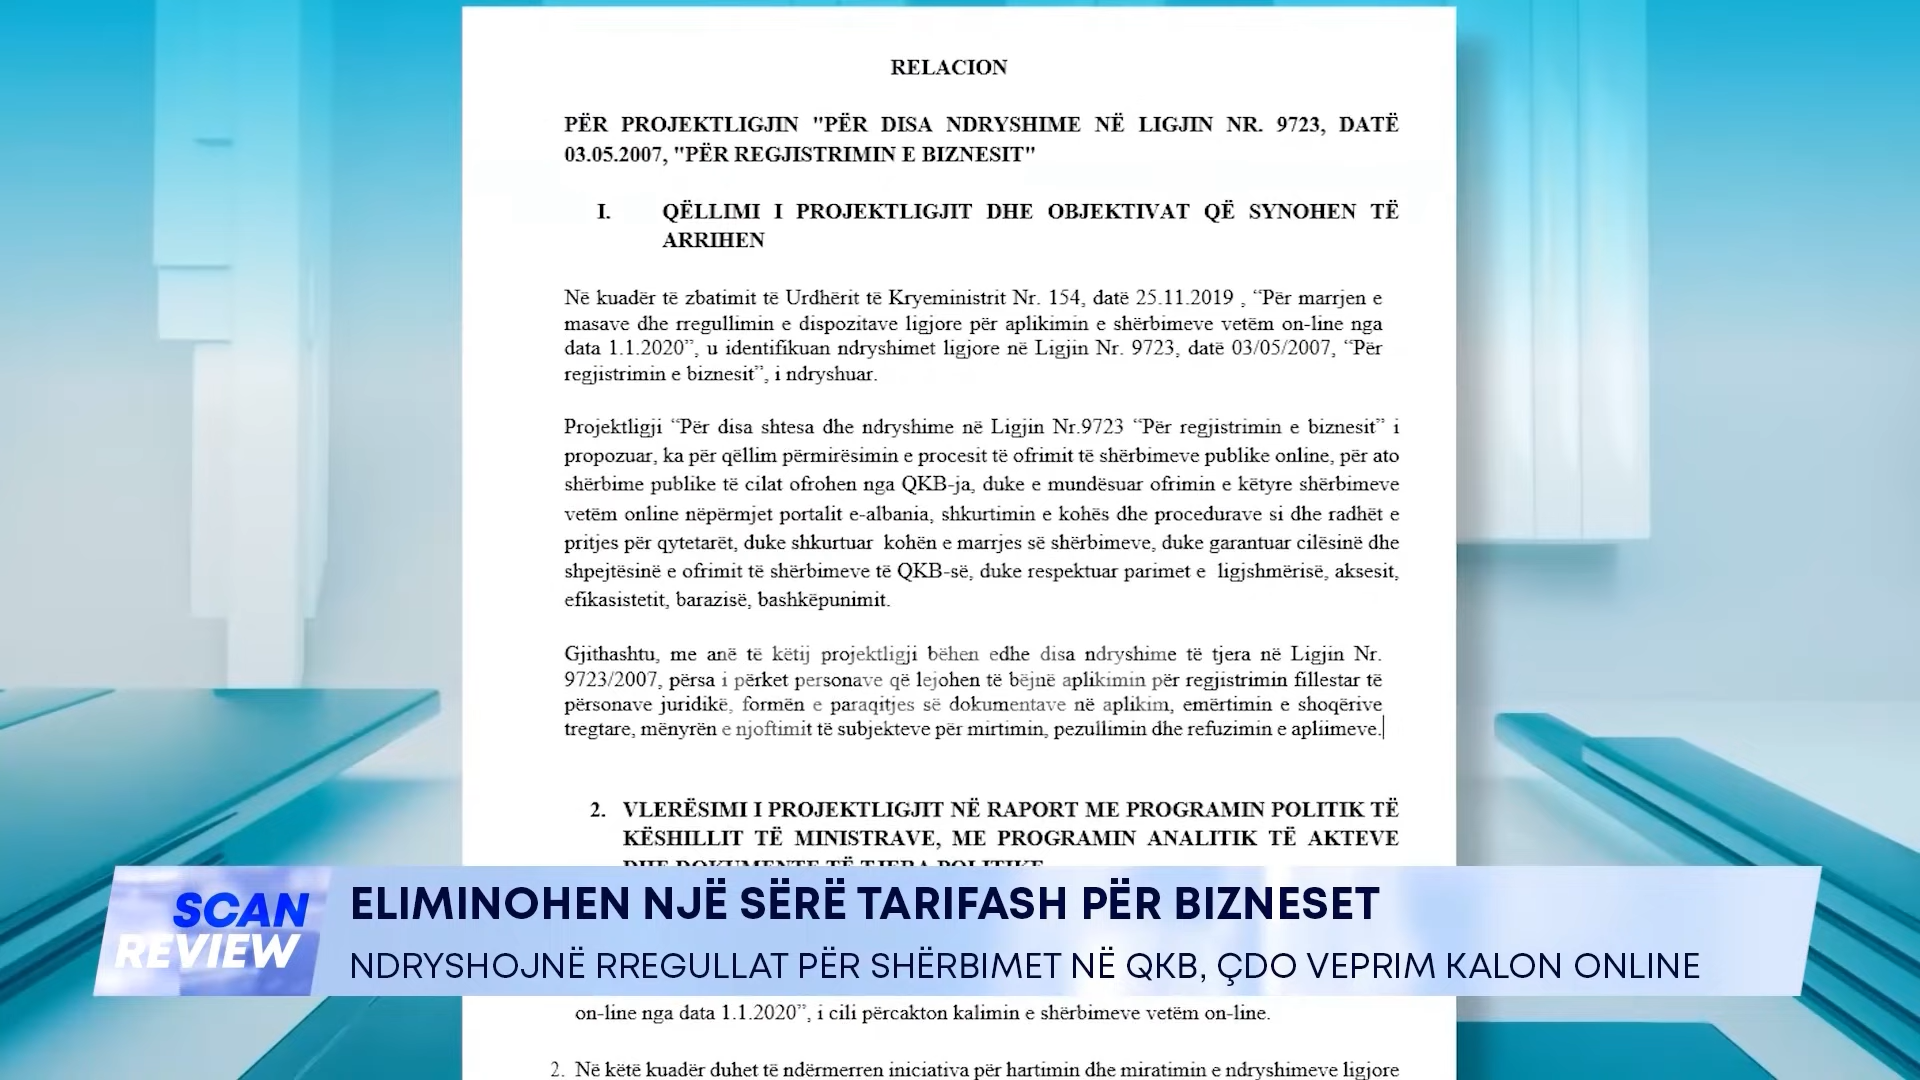 RELACION
PËR PROJEKTLIGJIN "PËR DISA NDRYSHIME NË LIGJIN NR. 9723, DATË
03.05.2007, "PËR REGJISTRIMIN E BIZNESIT"
I. QËLLIMI I PROJEKTLIGJIT DHE OBJEKTIVAT QË SYNOHEN TË
ARRIHEN
Në kuadër të zbatimit të Urdhërit të Kryeministrit Nr. 154, datë 25.11.2019 , “Për marrjen e
masave dhe rregullimin e dispozitave ligjore për aplikimin e shërbimeve vetëm on-line nga
data 1.1.2020”, u identifikuan ndryshimet ligjore në Ligjin Nr. 9723, datë 03/05/2007, “Për
regjistrimin e biznesit”, i ndryshuar.
Projektligji “Për disa shtesa dhe ndryshime në Ligjin Nr.9723 “Për regjistrimin e biznesit” i
propozuar, ka për qëllim përmirësimin e procesit të ofrimit të shërbimeve publike online, për ato
shërbime publike të cilat ofrohen nga QKB-ja, duke e mundësuar ofrimin e këtyre shërbimeve
vetëm online nëpërmjet portalit e-albania, shkurtimin e kohës dhe procedurave si dhe radhët e
pritjes për qytetarët, duke shkurtuar kohën e marrjes së shërbimeve, duke garantuar cilësinë dhe
shpejtësinë e ofrimit të shërbimeve të QKB-së, duke respektuar parimet e ligjshmërisë, aksesit,
efikasistetit, barazisë, bashkëpunimit.
Gjithashtu, me anë të këtij projektligji bëhen edhe disa ndryshime të tjera në Ligjin Nr.
9723/2007, përsa i përket personave që lejohen të bëjnë aplikimin për regjistrimin fillestar të
përsonave juridikë, formën e paraqitjes së dokumentave në aplikim, emërtimin e shoqërive
tregtare, mënyrën e njoftimit të subjekteve për mirtimin, pezullimin dhe refuzimin e apliimeve.
2. VLERËSIMI I PROJEKTLIGJIT NË RAPORT ME PROGRAMIN POLITIK TË
KËSHILLIT TË MINISTRAVE, ME PROGRAMIN ANALITIK TË AKTEVE
DHE DOKUMENTE TË TJERA POLITIKE
SCAN
REVIEW
ELIMINOHEN NJË SËRË TARIFASH PËR BIZNESET
NDRYSHOJNË RREGULLAT PËR SHËRBIMET NË QKB, ÇDO VEPRIM KALON ONLINE
on-line nga data 1.1.2020”, i cili përcakton kalimin e shërbimeve vetëm on-line.
2. Në këtë kuadër duhet të ndërmerren iniciativa për hartimin dhe miratimin e ndryshimeve ligjore